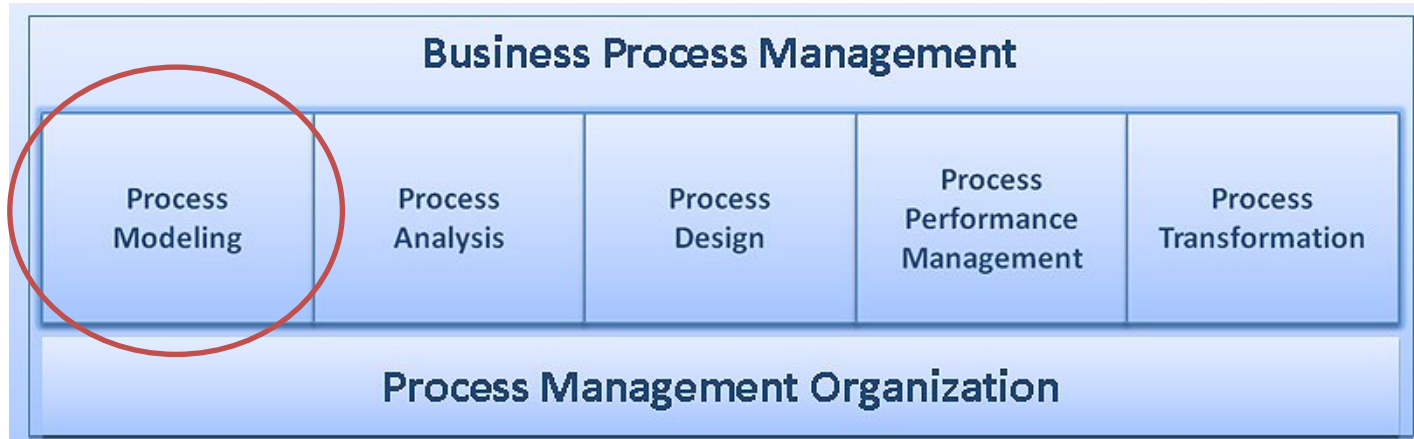 Business Process Management
Process
Modeling
Process
Analysis
Process
Design
Process
Performance
Management
Process
Transformation
Process Management Organization